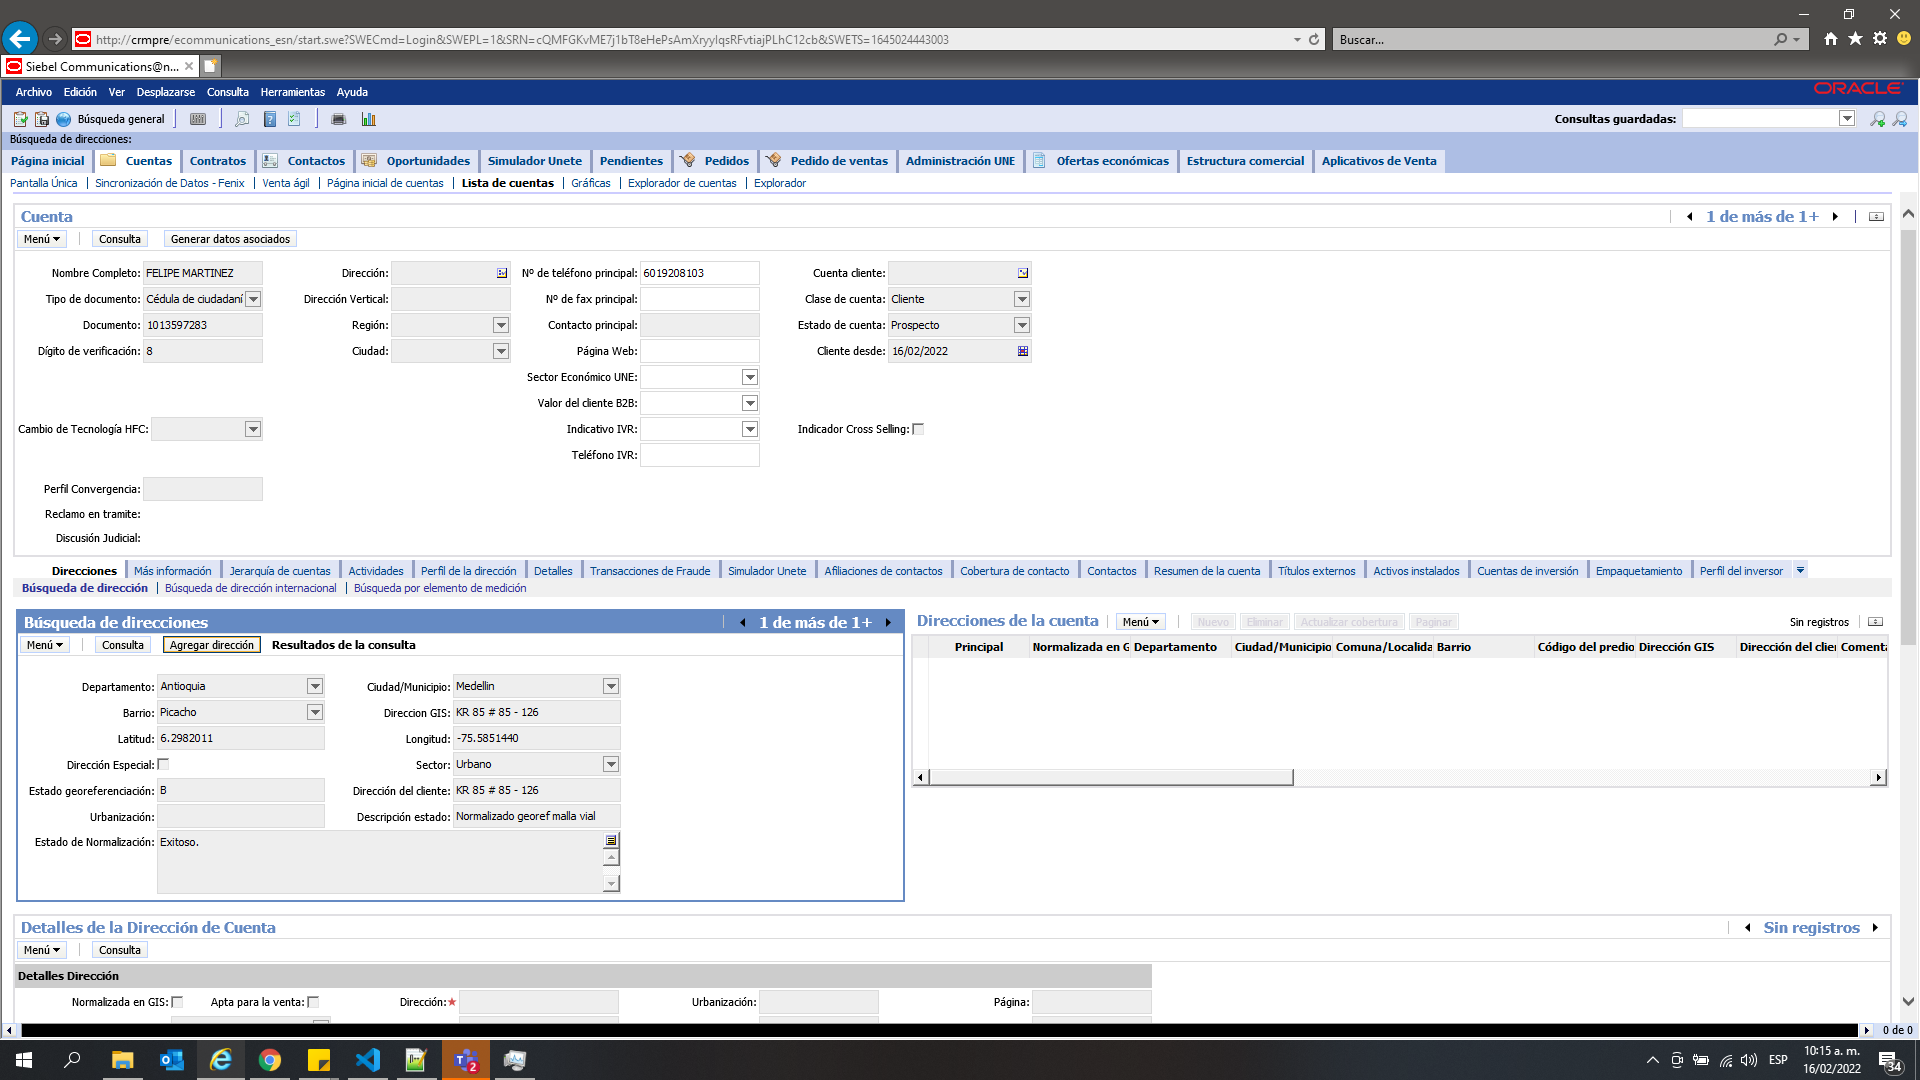 http://crmpre/ecommunications_esn/start.swe?SWECmd=Login&SWEPL=1&SRN=cQMFGKvME7j1bT8eHePsAmXryylqsRFvtiajPLhC12cb&SWETS=1645024443003
Buscar...
Siebel Communications@n...
Archivo Edición Ver Desplazarse Consulta Herramientas Ayuda
ORACLE
Búsqueda general
Consultas guardadas:
Búsqueda de direcciones:
Página inicial Cuentas Contratos Contactos Oportunidades Simulador Unete Pendientes Pedidos Pedido de ventas Administración UNE Ofertas económicas Estructura comercial Aplicativos de Venta
Pantalla Única Sincronización de Datos - Fenix Venta ágil Página inicial de cuentas Lista de cuentas Gráficas Explorador de cuentas Explorador
Cuenta 1 de más de 1+
Menú Consulta Generar datos asociados
Nombre Completo: FELIPE MARTINEZ Dirección: Nº de teléfono principal: 6019208103 Cuenta cliente:
Tipo de documento: Cédula de ciudadaní Dirección Vertical: Nº de fax principal: Clase de cuenta: Cliente
Documento: 1013597283 Región: Contacto principal: Estado de cuenta: Prospecto
Dígito de verificación: 8 Ciudad: Página Web: Cliente desde: 16/02/2022
Sector Económico UNE:
Valor del cliente B2B:
Cambio de Tecnología HFC: Indicativo IVR: Indicador Cross Selling:
Teléfono IVR:
Perfil Convergencia:
Reclamo en tramite:
Discusión Judicial:
Direcciones Más información Jerarquía de cuentas Actividades Perfil de la dirección Detalles Transacciones de Fraude Simulador Unete Afiliaciones de contactos Cobertura de contacto Contactos Resumen de la cuenta Títulos externos Activos instalados Cuentas de inversión Empaquetamiento Perfil del inversor
Búsqueda de dirección Búsqueda de dirección internacional Búsqueda por elemento de medición
Búsqueda de direcciones 1 de más de 1+
Menú Consulta Agregar dirección Resultados de la consulta
Departamento: Antioquia Ciudad/Municipio: Medellin
Barrio: Picacho Direccion GIS: KR 85 # 85 - 126
Latitud: 6.2982011 Longitud: -75.5851440
Dirección Especial: Sector: Urbano
Estado georeferenciación: B Dirección del cliente: KR 85 # 85 - 126
Urbanización: Descripción estado: Normalizado georef malla vial
Estado de Normalización: Exitoso.
Direcciones de la cuenta Menú Nuevo Eliminar Actualizar cobertura Paginar Sin registros
Principal Normalizada en G Departamento Ciudad/Municipio Comuna/Localida Barrio Código del predio Dirección GIS Dirección del clie Coment
Detalles de la Dirección de Cuenta Sin registros
Menú Consulta
Detalles Dirección
Normalizada en GIS: Apta para la venta: Dirección:* Urbanización: Página:
0 de 0
2
ESP
10:15 a. m.
16/02/2022
34